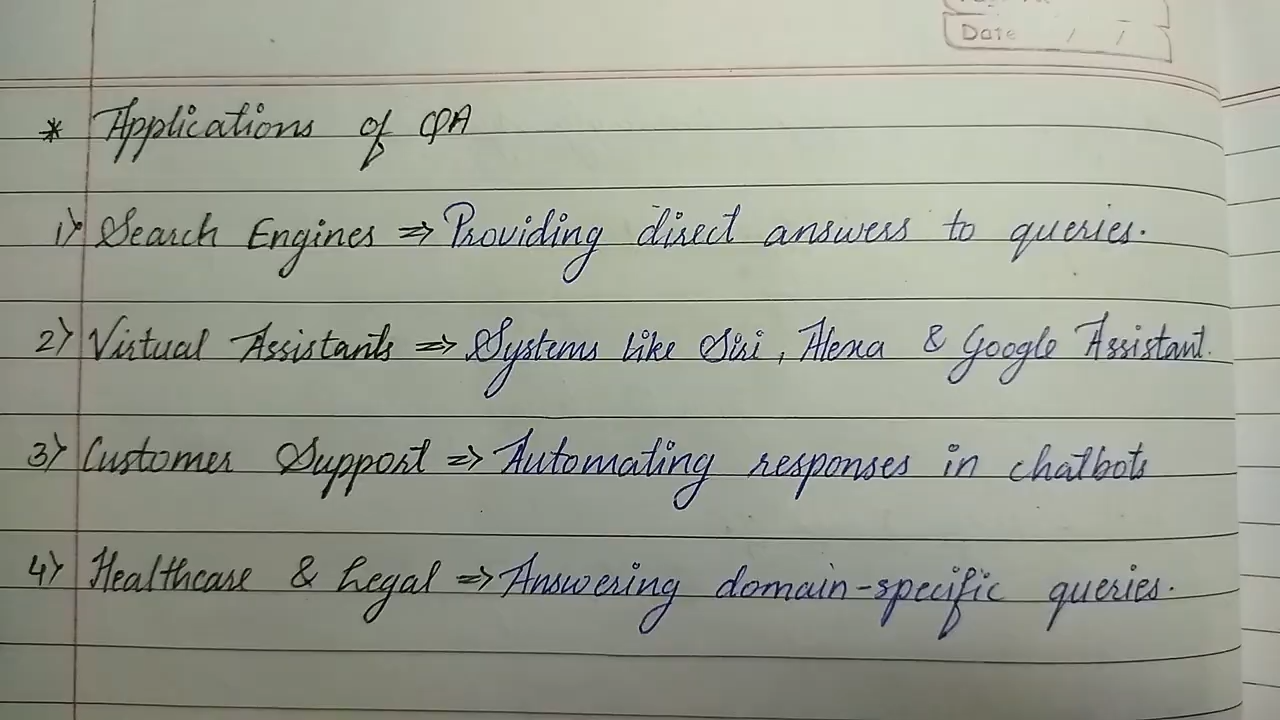 Date / /
* Applications of QA
1) Search Engines ⇒ Providing direct answers to queries.
2) Virtual Assistants ⇒ Systems like Siri, Alexa & Google Assistant.
3) Customer Support ⇒ Automating responses in chatbots
4) Healthcare & Legal ⇒ Answering domain-specific queries.